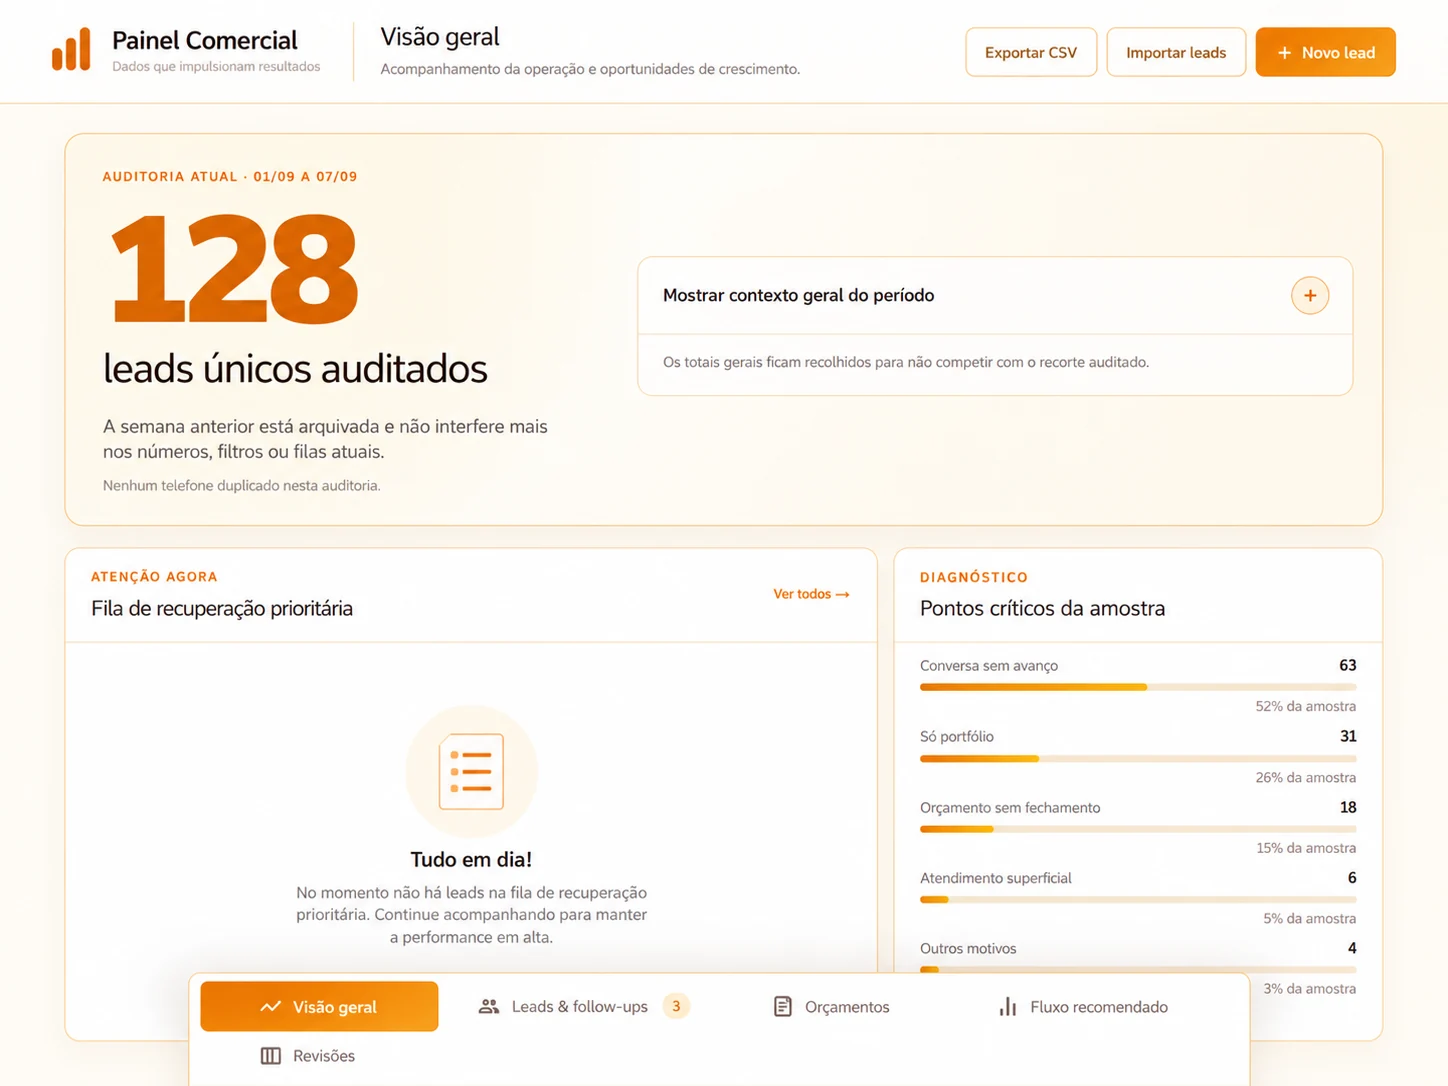 Painel Comercial
Dados que impulsionam resultados
Visão geral
Acompanhamento da operação e oportunidades de crescimento.
Exportar CSV
Importar leads
+ Novo lead
AUDITORIA ATUAL · 01/09 A 07/09
128
leads únicos auditados
A semana anterior está arquivada e não interfere mais
nos números, filtros ou filas atuais.
Nenhum telefone duplicado nesta auditoria.
Mostrar contexto geral do período
+
Os totais gerais ficam recolhidos para não competir com o recorte auditado.
ATENÇÃO AGORA
Fila de recuperação prioritária
Ver todos →
Tudo em dia!
No momento não há leads na fila de recuperação
prioritária. Continue acompanhando para manter
a performance em alta.
DIAGNÓSTICO
Pontos críticos da amostra
Conversa sem avanço 63
52% da amostra
Só portfólio 31
26% da amostra
Orçamento sem fechamento 18
15% da amostra
Atendimento superficial 6
5% da amostra
Outros motivos 4
3% da amostra
Visão geral
Leads & follow-ups 3
Orçamentos
Fluxo recomendado
Revisões